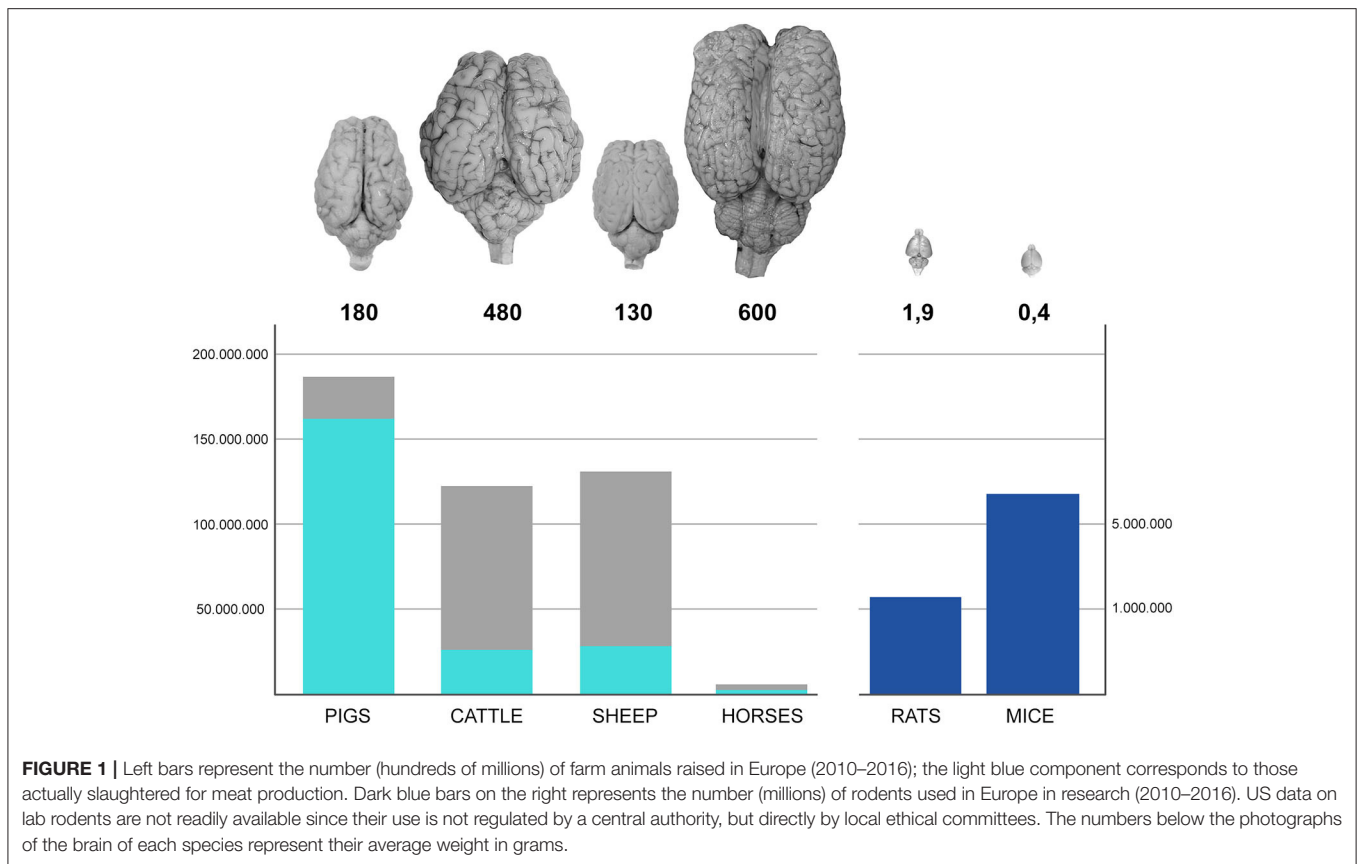 180 480 130 600 1,9 0,4
200.000.000
150.000.000
100.000.000 5.000.000
50.000.000 1.000.000
PIGS CATTLE SHEEP HORSES RATS MICE
FIGURE 1 | Left bars represent the number (hundreds of millions) of farm animals raised in Europe (2010–2016); the light blue component corresponds to those
actually slaughtered for meat production. Dark blue bars on the right represents the number (millions) of rodents used in Europe in research (2010–2016). US data on
lab rodents are not readily available since their use is not regulated by a central authority, but directly by local ethical committees. The numbers below the photographs
of the brain of each species represent their average weight in grams.